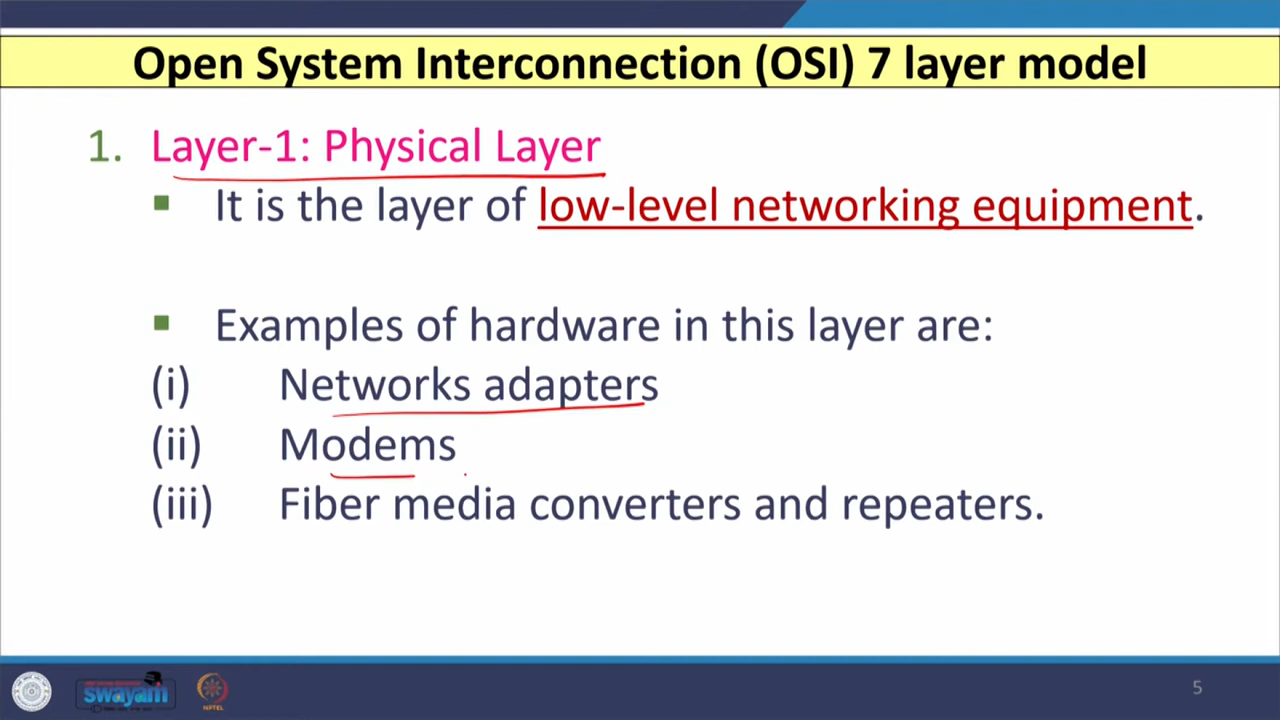 Open System Interconnection (OSI) 7 layer model
1. Layer-1: Physical Layer
▪ It is the layer of low-level networking equipment.
▪ Examples of hardware in this layer are:
(i) Networks adapters
(ii) Modems
(iii) Fiber media converters and repeaters.
swayam
NPTEL
5